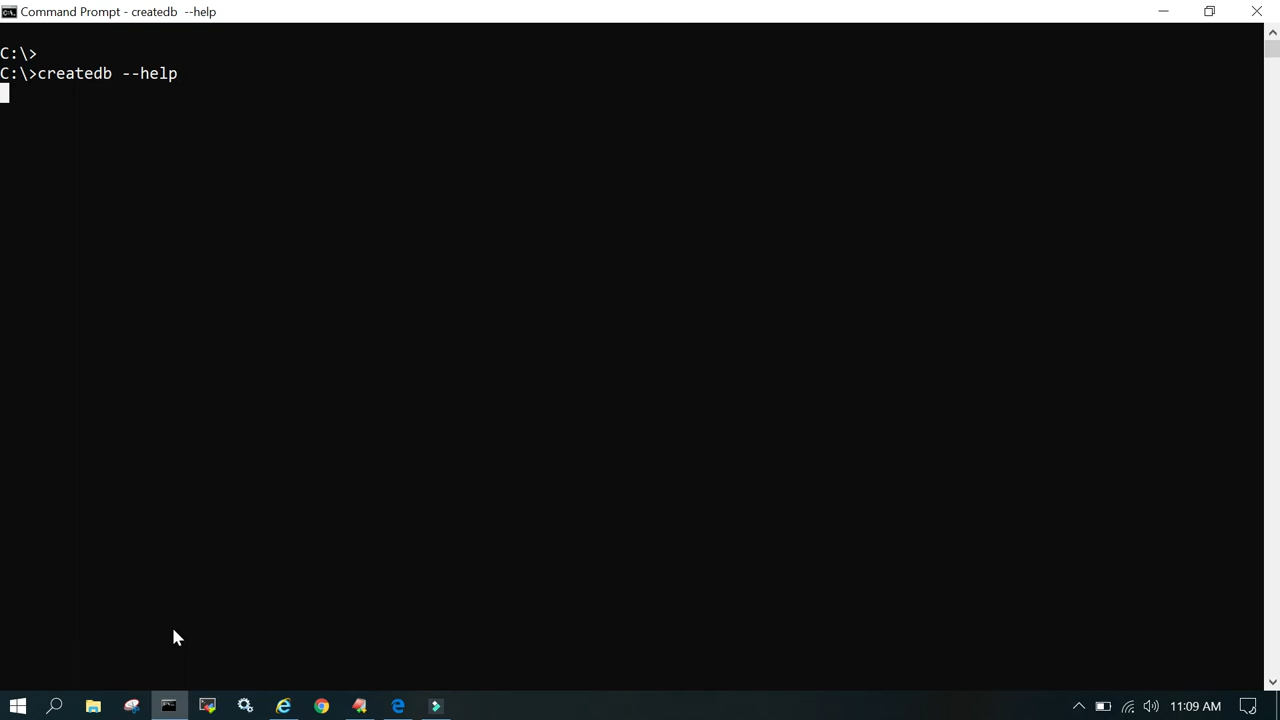 Command Prompt - createdb  --help
C:\>
C:\>createdb --help
11:09 AM